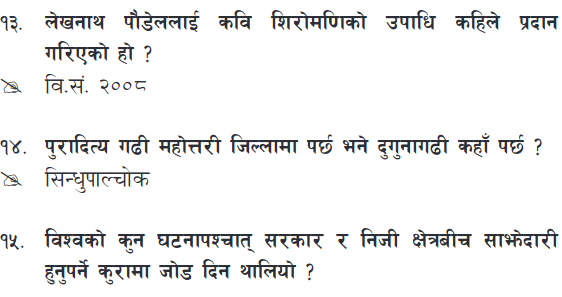 १३. लेखनाथ पौडेललाई कवि शिरोमणिको उपाधि कहिले प्रदान
गरिएको हो ?
वि.सं. २००८
१४. पुरादित्य गढी महोत्तरी जिल्लामा पर्छ भने दुगुनागढी कहाँ पर्छ ?
सिन्धुपाल्चोक
१५. विश्वको कुन घटनापश्चात् सरकार र निजी क्षेत्रबीच साझेदारी
हुनुपर्ने कुरामा जोड दिन थालियो ?